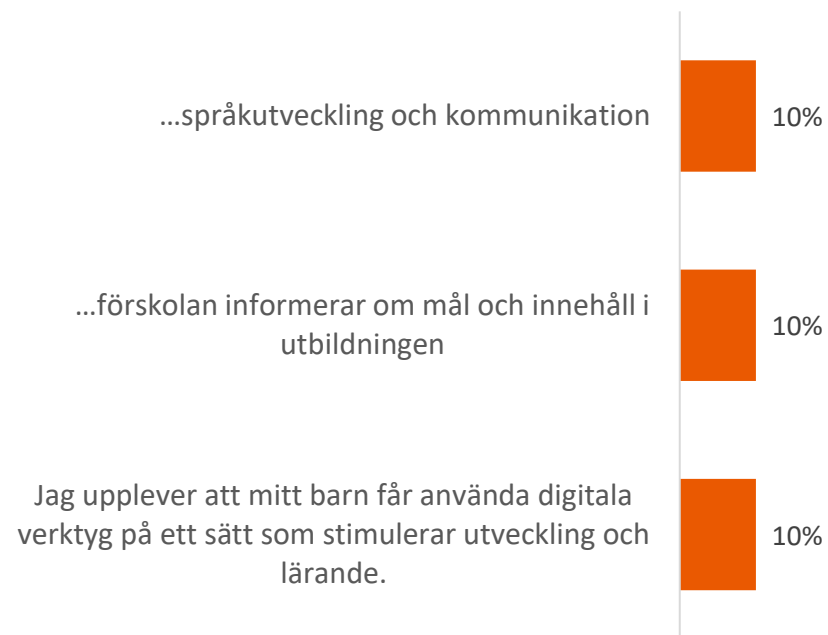 ...språkutveckling och kommunikation
10%
...förskolan informerar om mål och innehåll i
utbildningen
10%
Jag upplever att mitt barn får använda digitala
verktyg på ett sätt som stimulerar utveckling och
lärande.
10%